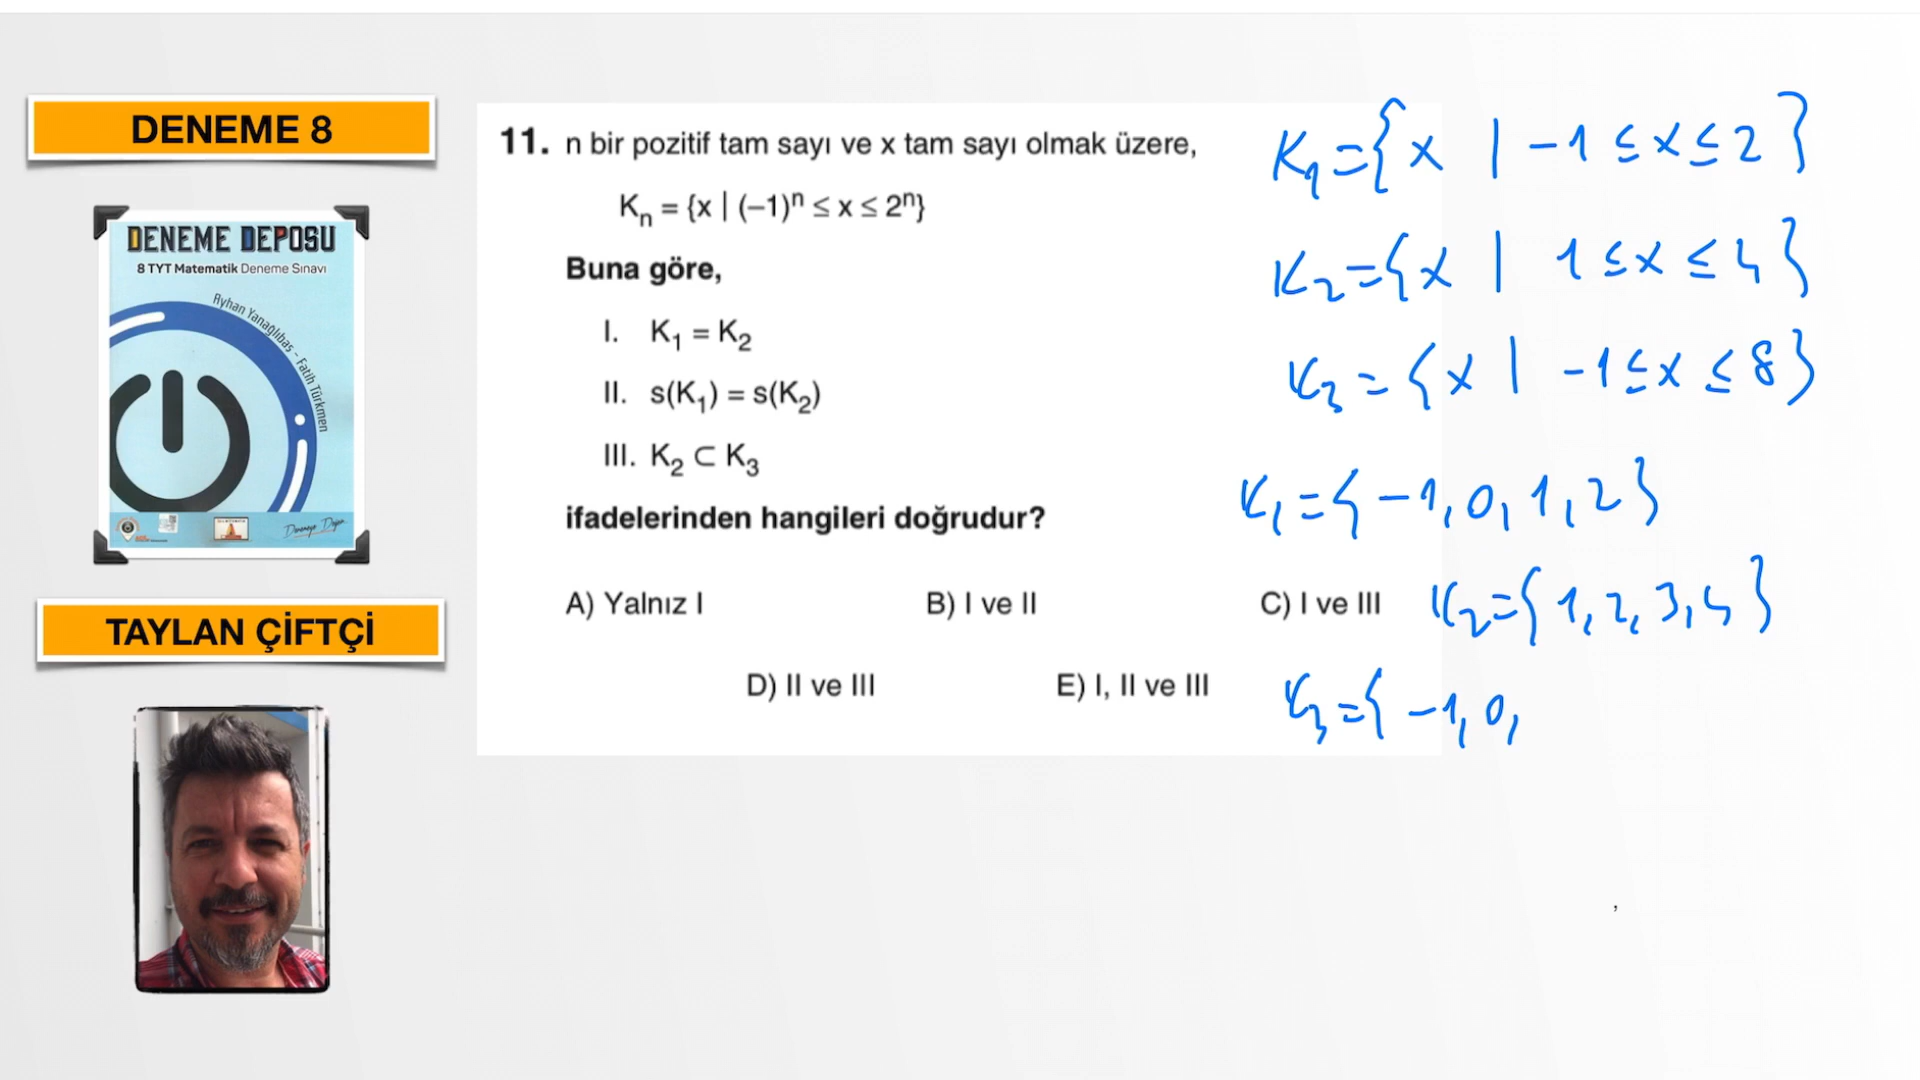 DENEME 8
DENEME DEPOSU
8 TYT Matematik Deneme Sınavı
Ayhan Yanağlıbaş - Fatih Türkmen
TAYLAN ÇİFTÇİ
11. n bir pozitif tam sayı ve x tam sayı olmak üzere,
Kₙ = {x | (–1)ⁿ ≤ x ≤ 2ⁿ}
Buna göre,
I. K₁ = K₂
II. s(K₁) = s(K₂)
III. K₂ ⊂ K₃
ifadelerinden hangileri doğrudur?
A) Yalnız I B) I ve II C) I ve III
D) II ve III E) I, II ve III
K₁={x | -1≤x≤2}
K₂={x | 1≤x≤4}
K₃={x | -1≤x≤8}
K₁={-1,0,1,2}
K₂={1,2,3,4}
K₃={-1,0,